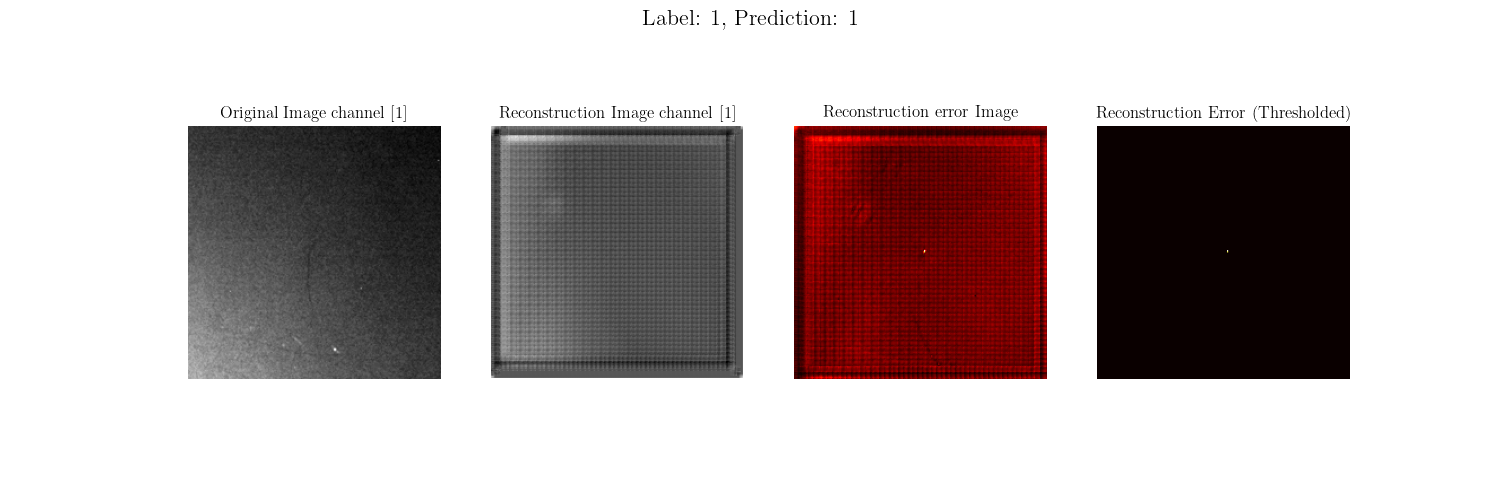 Label: 1, Prediction: 1
Original Image channel [1]
Reconstruction Image channel [1]
Reconstruction error Image
Reconstruction Error (Thresholded)